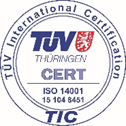 TÜV International Certification
TÜV
THÜRINGEN
CERT
ISO 14001
15 104 8451
TIC